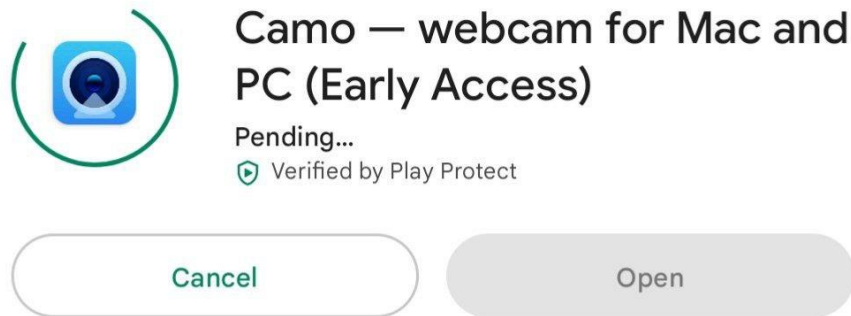 Camo — webcam for Mac and
PC (Early Access)
Pending...
Verified by Play Protect
Cancel
Open